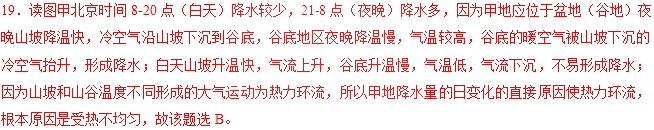 19．读图甲北京时间 8-20 点（白天）降水较少，21-8 点（夜晚）降水多，因为甲地应位于盆地（谷地）夜
晚山坡降温快，冷空气沿山坡下沉到谷底，谷底地区夜晚降温慢，气温较高，谷底的暖空气被山坡下沉的
冷空气抬升，形成降水；白天山坡升温快，气流上升，谷底升温慢，气温低，气流下沉，不易形成降水；
因为山坡和山谷温度不同形成的大气运动为热力环流，所以甲地降水量的日变化的直接原因使热力环流，
根本原因是受热不均匀，故该题选 B。